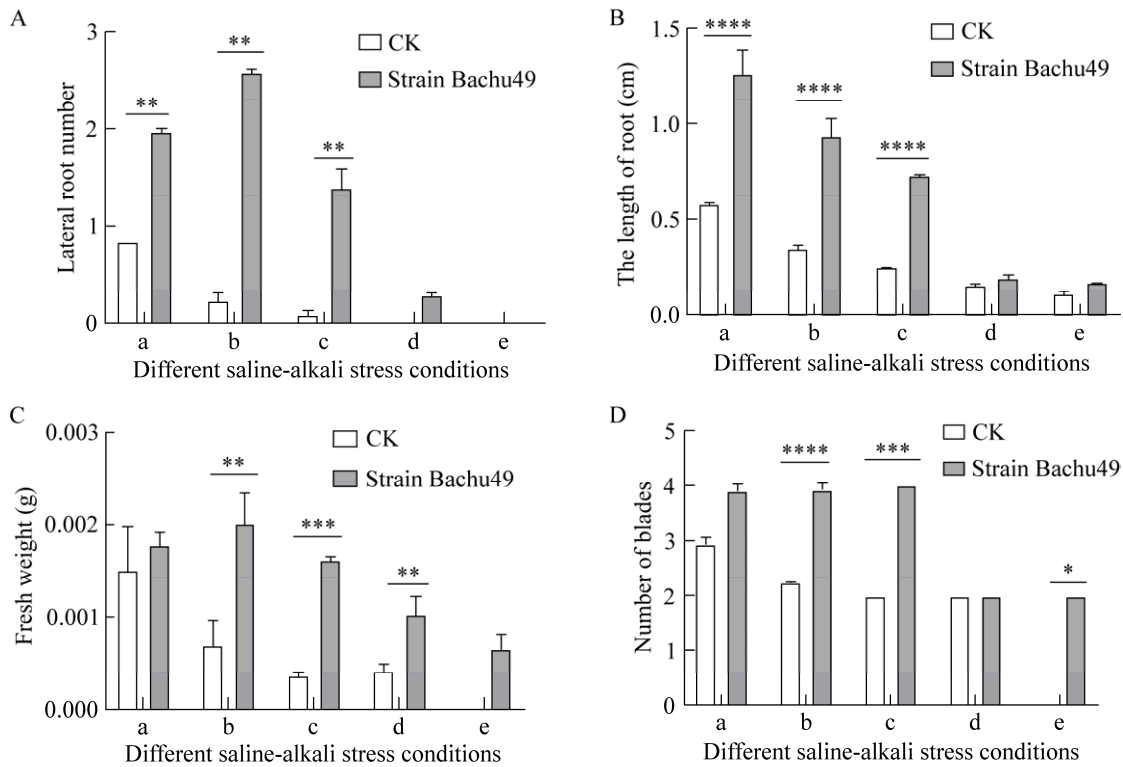 A
Lateral root number
3
2
1
0
**
**
**
CK
Strain Bachu49
a b c d e
Different saline-alkali stress conditions
B
The length of root (cm)
1.5
1.0
0.5
0.0
****
****
****
CK
Strain Bachu49
a b c d e
Different saline-alkali stress conditions
C
Fresh weight (g)
0.003
0.002
0.001
0.000
**
***
**
CK
Strain Bachu49
a b c d e
Different saline-alkali stress conditions
D
Number of blades
5
4
3
2
1
0
****
***
*
CK
Strain Bachu49
a b c d e
Different saline-alkali stress conditions